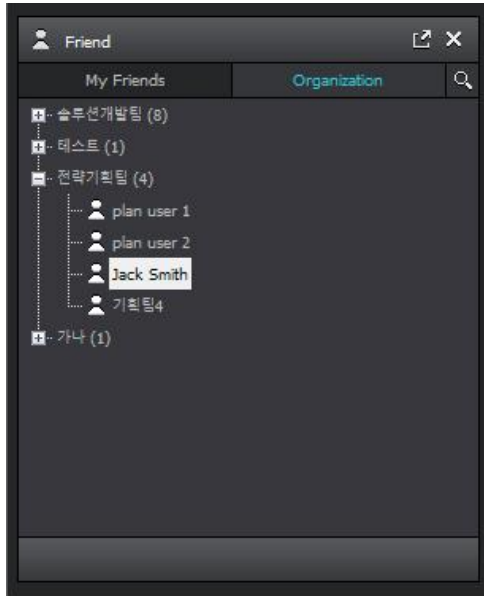 Friend
My Friends
Organization
솔루션개발팀 (8)
테스트 (1)
전략기획팀 (4)
plan user 1
plan user 2
Jack Smith
기획팀4
가나 (1)